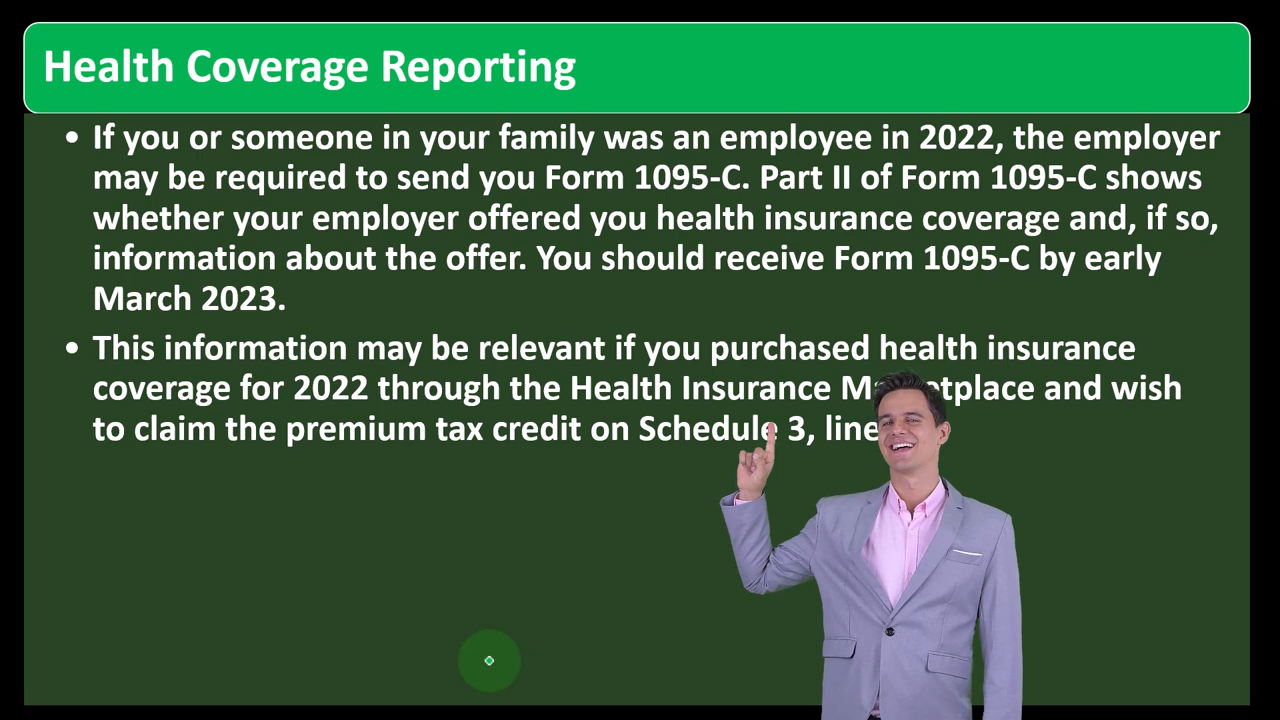 Health Coverage Reporting
• If you or someone in your family was an employee in 2022, the employer
may be required to send you Form 1095-C. Part II of Form 1095-C shows
whether your employer offered you health insurance coverage and, if so,
information about the offer. You should receive Form 1095-C by early
March 2023.
• This information may be relevant if you purchased health insurance
coverage for 2022 through the Health Insurance Marketplace and wish
to claim the premium tax credit on Schedule 3, line